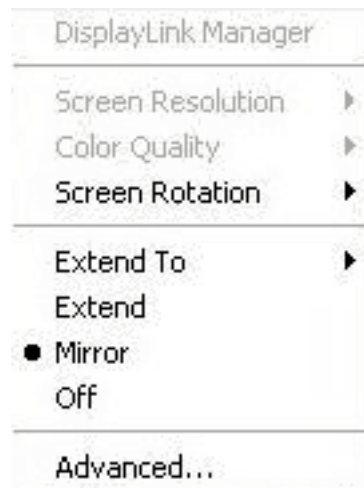 DisplayLink Manager
Screen Resolution
Color Quality
Screen Rotation
Extend To
Extend
Mirror
Off
Advanced...